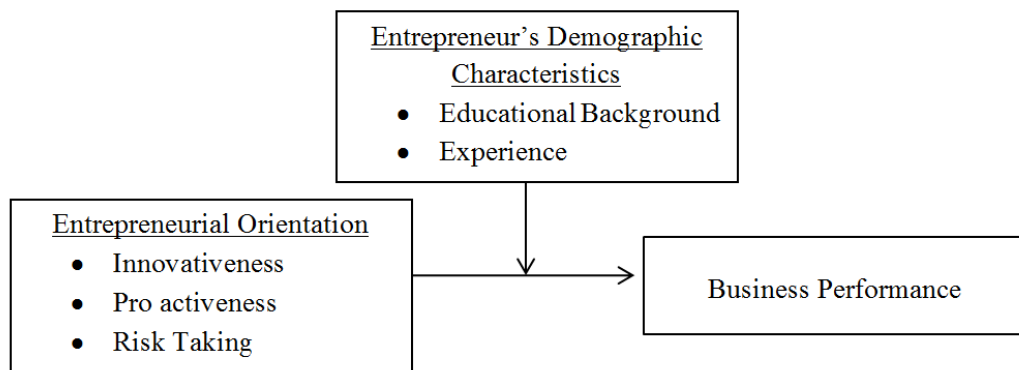 Entrepreneur’s Demographic
Characteristics
● Educational Background
● Experience
Entrepreneurial Orientation
● Innovativeness
● Pro activeness
● Risk Taking
Business Performance